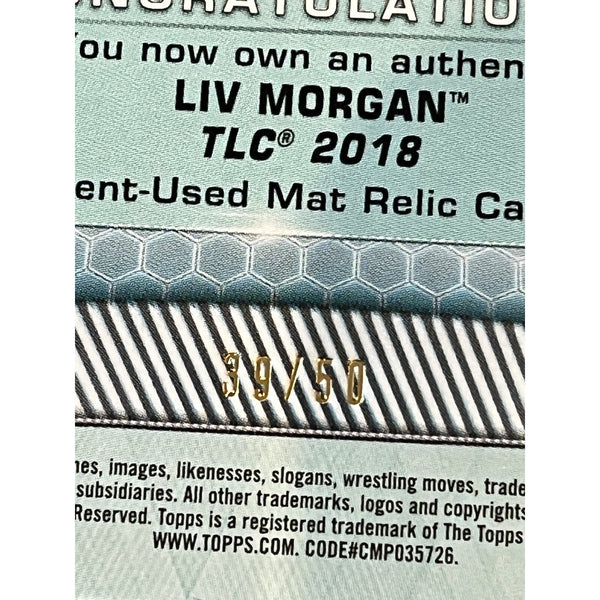 ONGRATULATIO
ou now own an authen
LIV MORGAN™
TLC® 2018
ent-Used Mat Relic Ca
39/50
nes, images, likenesses, slogans, wrestling moves, trade
subsidiaries. All other trademarks, logos and copyrights
Reserved. Topps is a registered trademark of The Topps
WWW.TOPPS.COM. CODE#CMP035726.